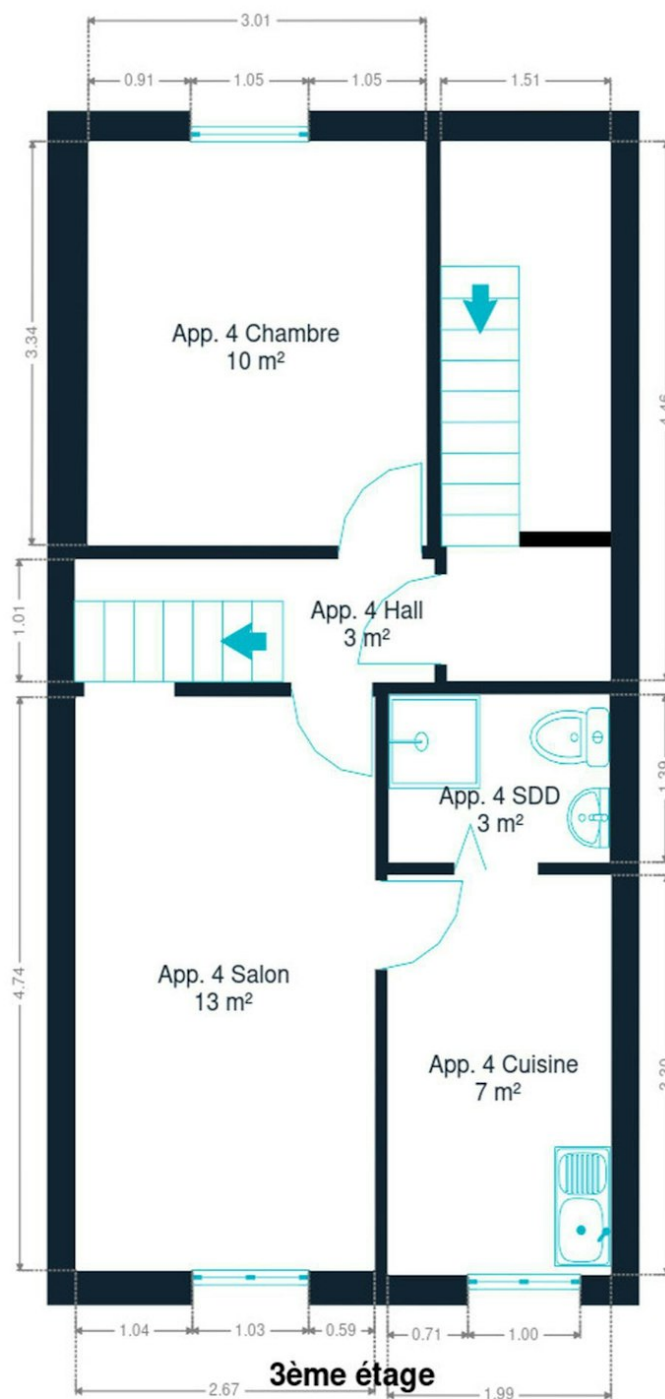 3.01
0.91
1.05
1.05
1.51
3.34
App. 4 Chambre
10 m²
1.01
App. 4 Hall
3 m²
App. 4 SDD
3 m²
4.74
App. 4 Salon
13 m²
App. 4 Cuisine
7 m²
1.04
1.03
0.59
0.71
1.00
2.67
3ème étage
1.99